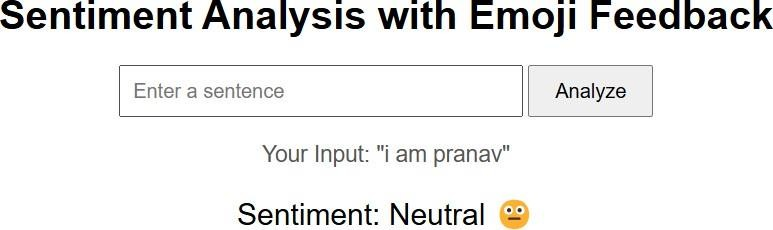 Sentiment Analysis with Emoji Feedback
Enter a sentence Analyze
Your Input: "i am pranav"
Sentiment: Neutral 😐